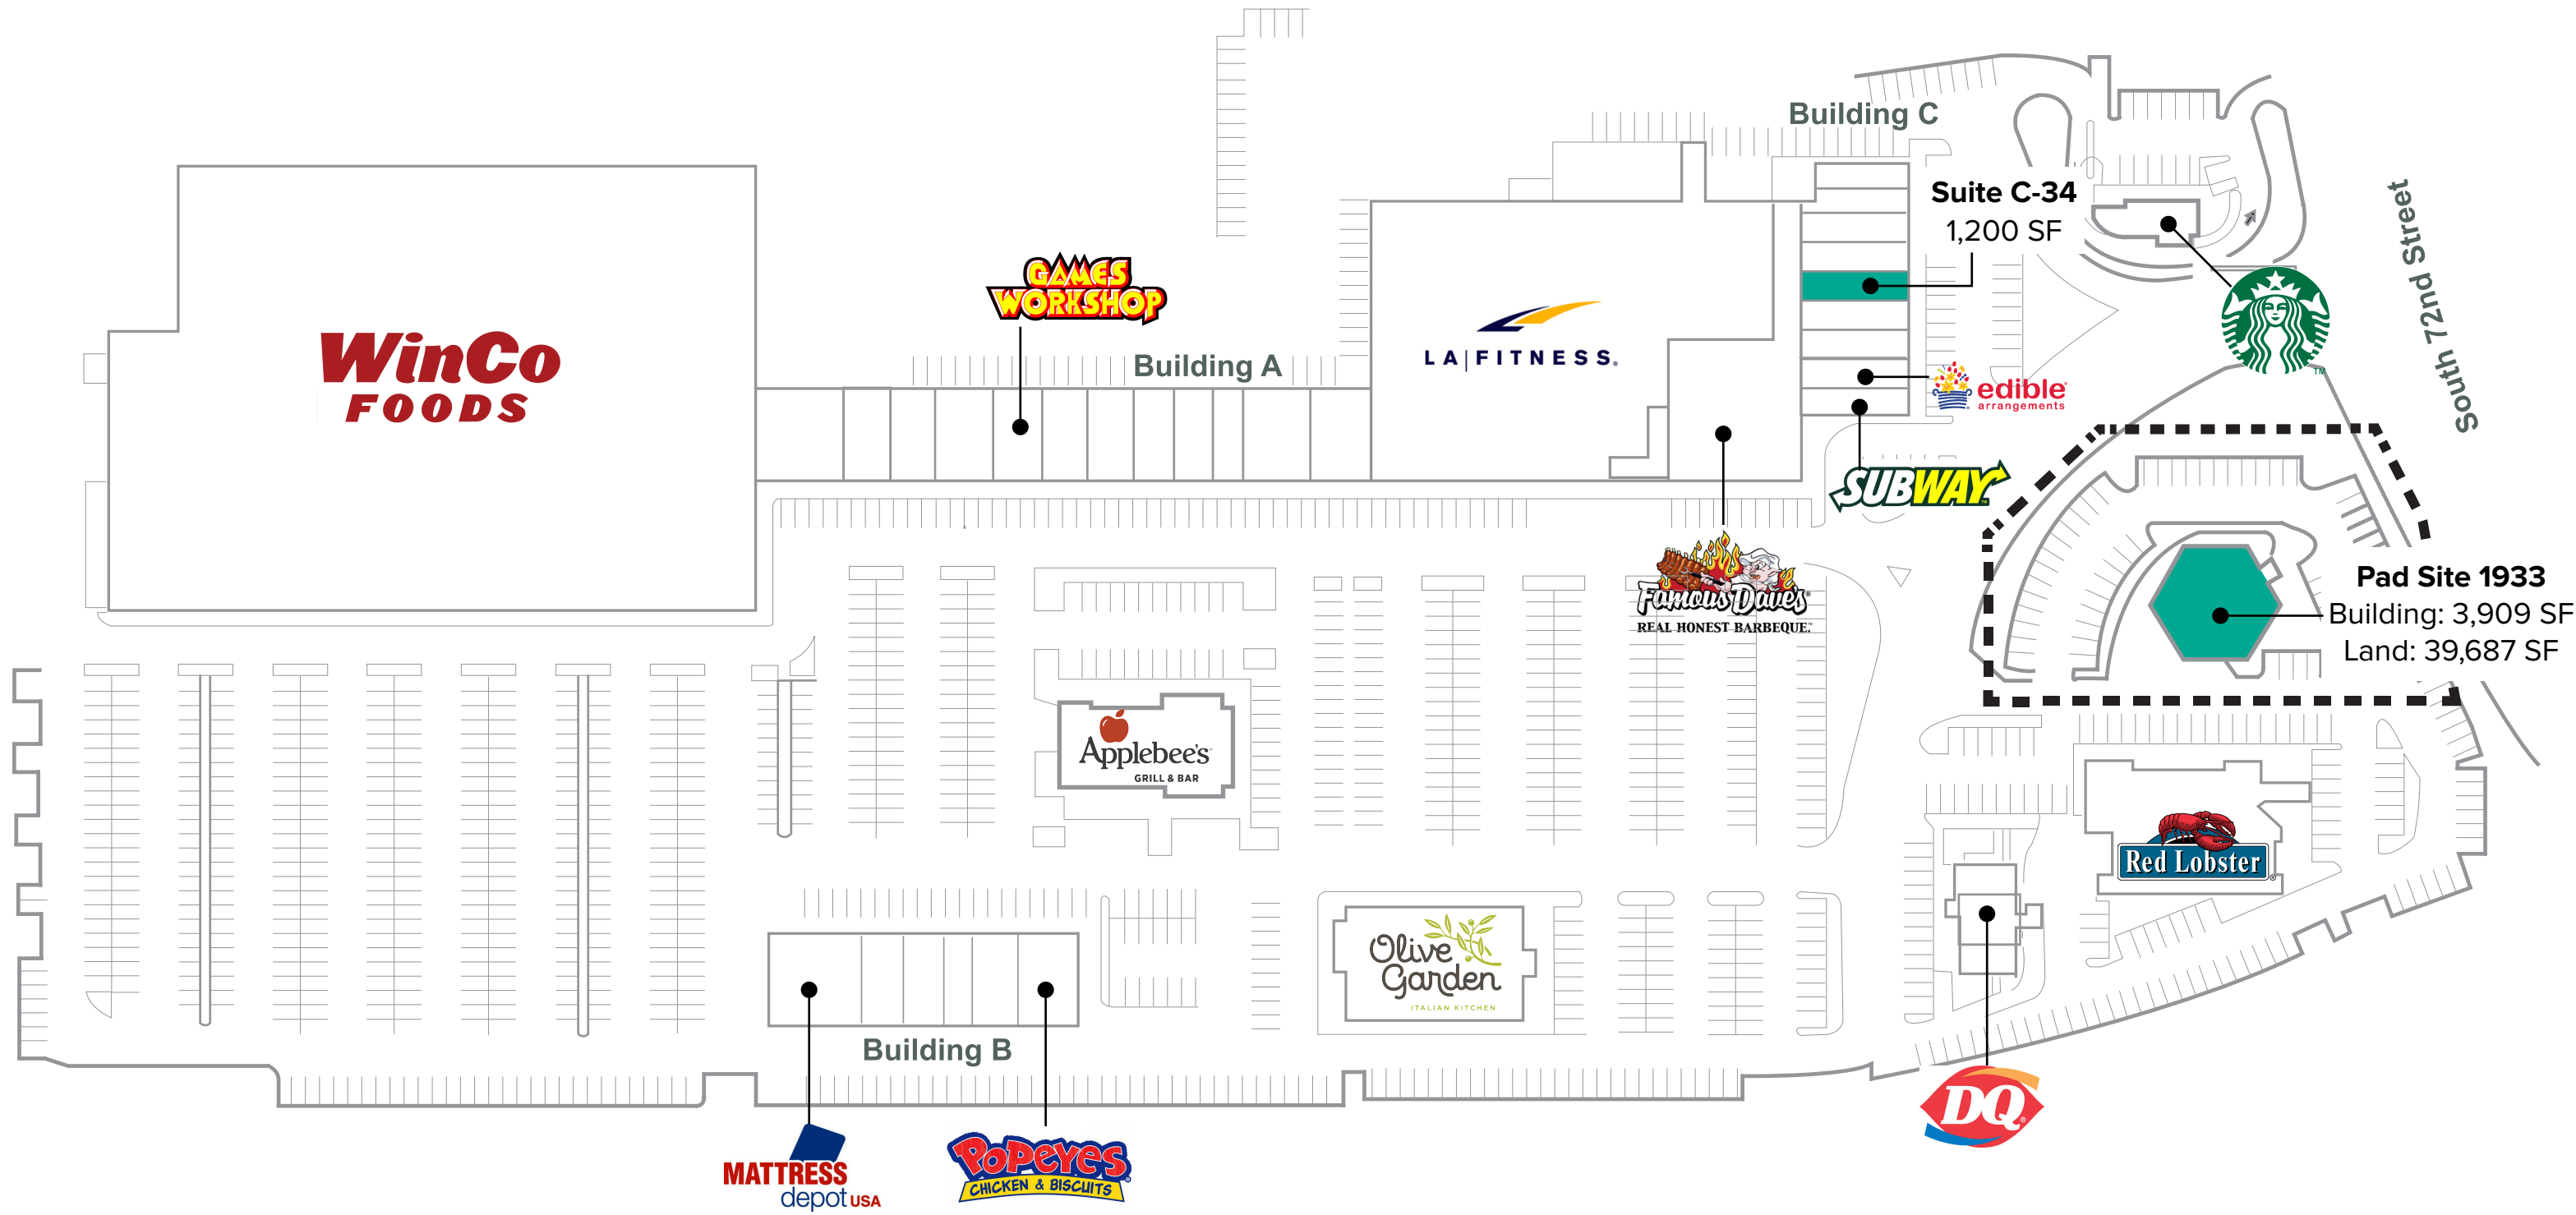 Building C
Suite C-34
1,200 SF
South 72nd Street
GAMES
WORKSHOP
WinCo
FOODS
Building A
LA|FITNESS®
TM
edible®
arrangements
SUBWAY
Famous Dave's®
REAL HONEST BARBEQUE.™
Pad Site 1933
Building: 3,909 SF
Land: 39,687 SF
Applebee's
GRILL & BAR
Red Lobster®
Olive
Garden
ITALIAN KITCHEN
Building B
DQ®
MATTRESS
depot USA
POPEYES®
CHICKEN & BISCUITS